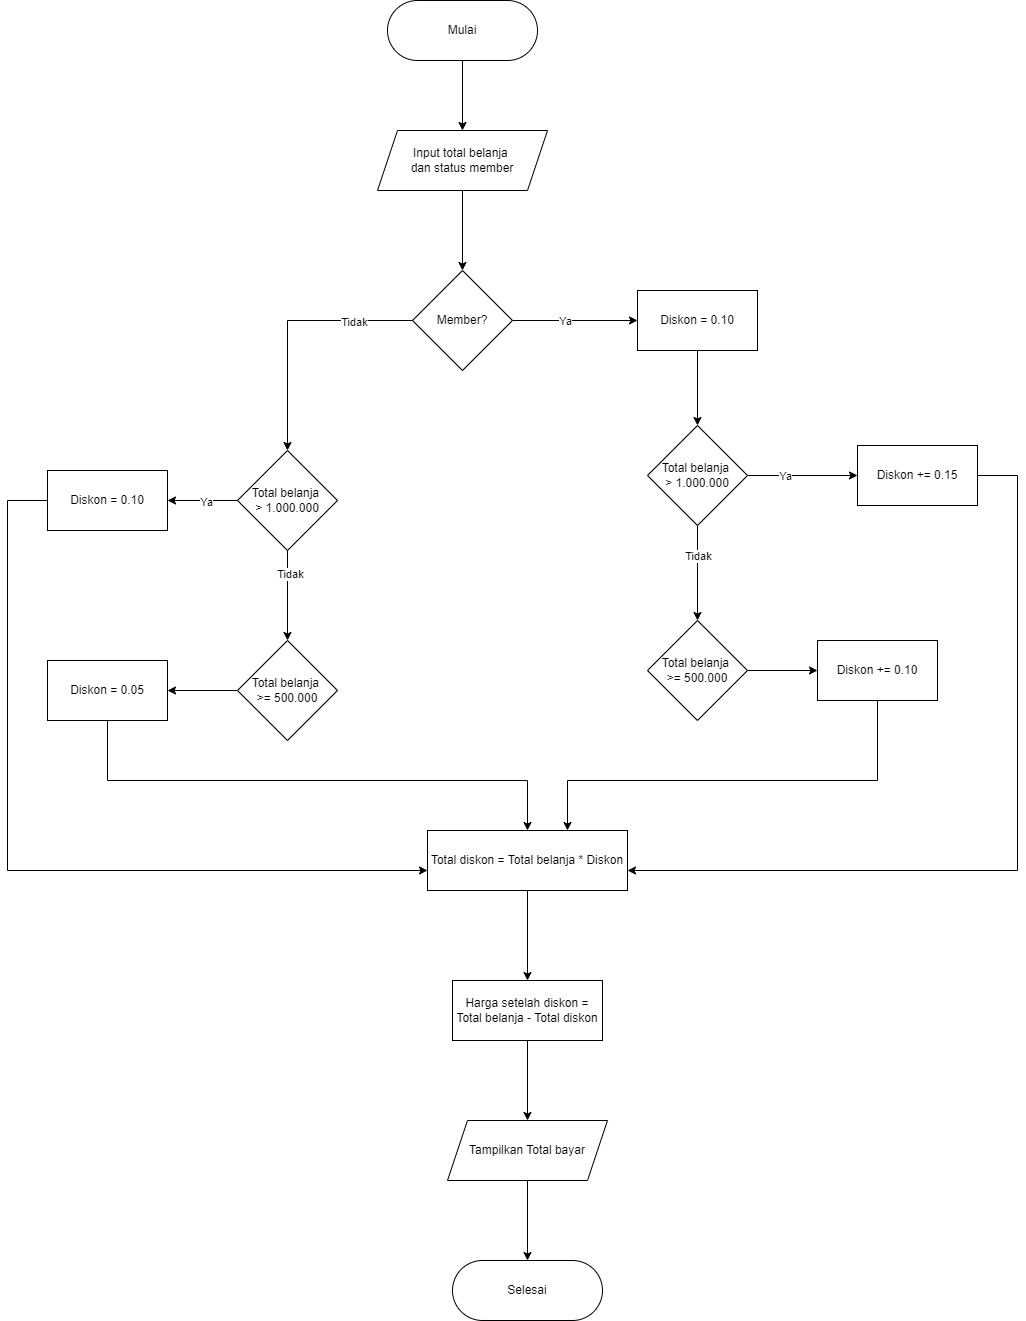 Mulai
Input total belanja
dan status member
Member?
Tidak
Ya
Diskon = 0.10
Total belanja
> 1.000.000
Ya
Diskon += 0.15
Diskon = 0.10
Ya
Total belanja
> 1.000.000
Tidak
Tidak
Total belanja
>= 500.000
Diskon += 0.10
Diskon = 0.05
Total belanja
>= 500.000
Total diskon = Total belanja * Diskon
Harga setelah diskon =
Total belanja - Total diskon
Tampilkan Total bayar
Selesai